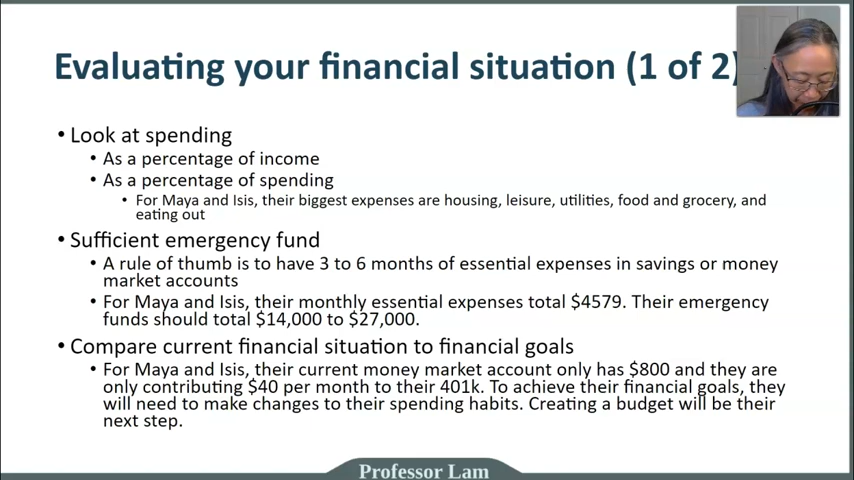 Evaluating your financial situation (1 of 2)
• Look at spending
• As a percentage of income
• As a percentage of spending
• For Maya and Isis, their biggest expenses are housing, leisure, utilities, food and grocery, and
eating out
• Sufficient emergency fund
• A rule of thumb is to have 3 to 6 months of essential expenses in savings or money
market accounts
• For Maya and Isis, their monthly essential expenses total $4579. Their emergency
funds should total $14,000 to $27,000.
• Compare current financial situation to financial goals
• For Maya and Isis, their current money market account only has $800 and they are
only contributing $40 per month to their 401k. To achieve their financial goals, they
will need to make changes to their spending habits. Creating a budget will be their
next step.
Professor Lam